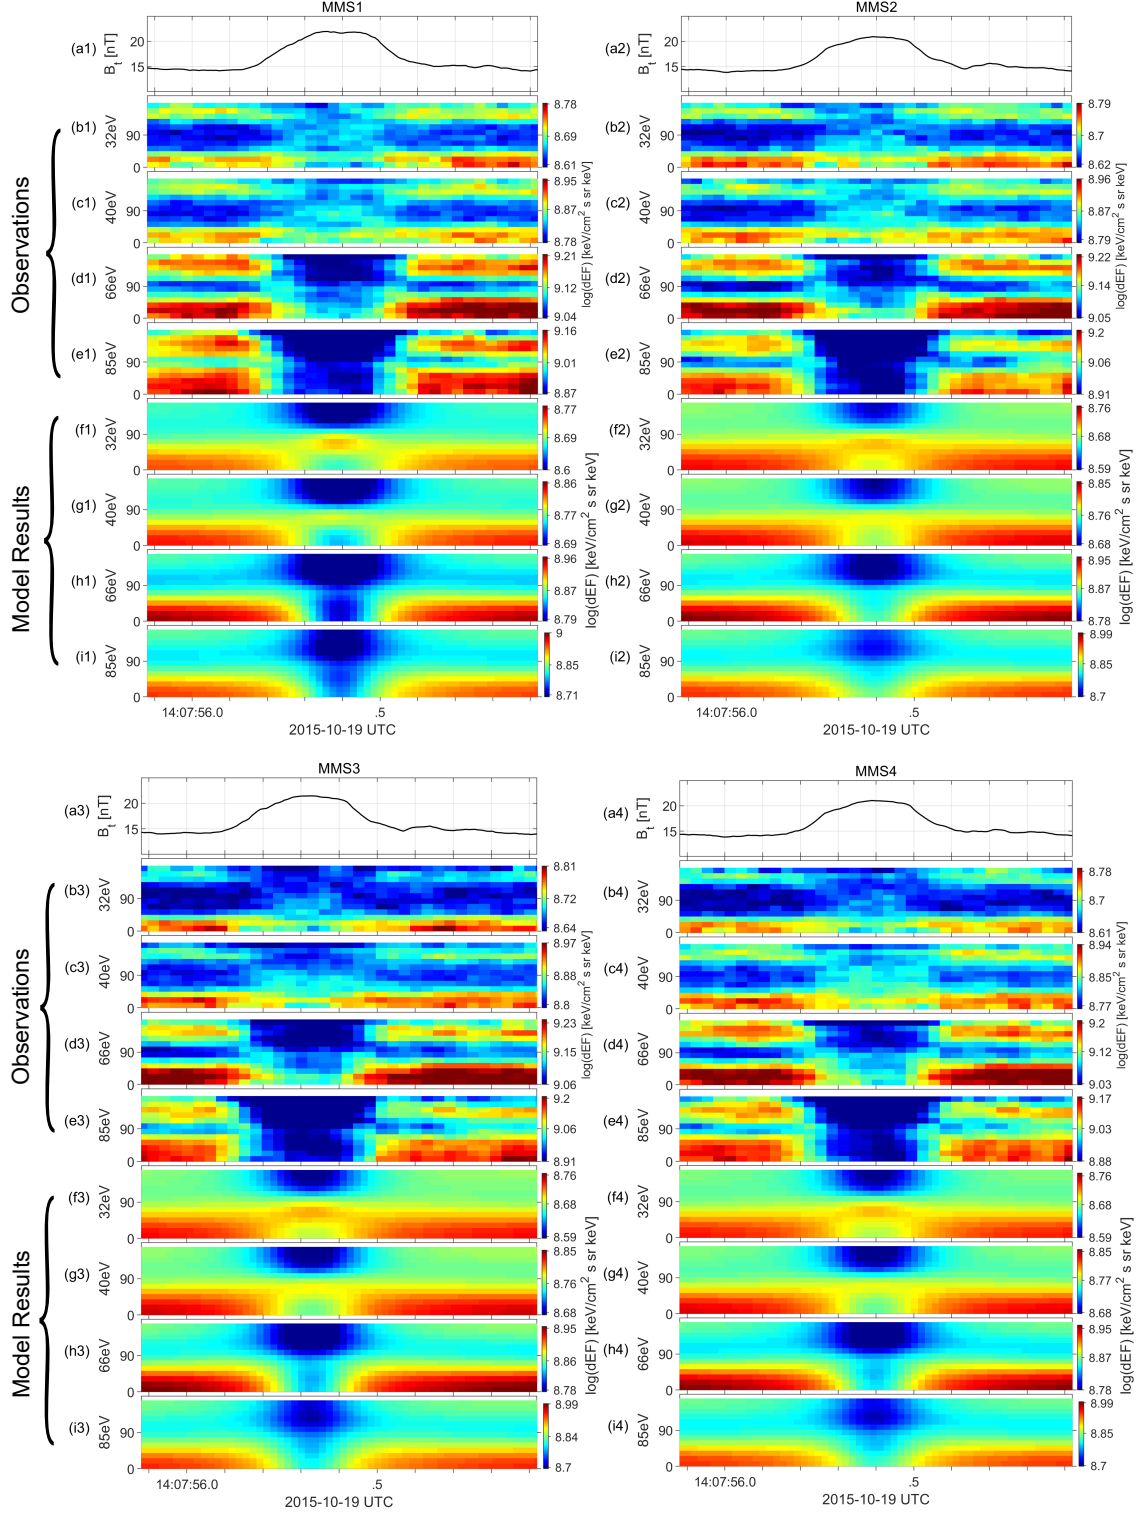 MMS1
(a1) Bt [nT] 20 15
Observations
(b1) 32eV 90 0 8.78 8.69 8.61
(c1) 40eV 90 0 8.95 8.87 8.78
(d1) 66eV 90 0 9.21 9.12 9.04
(e1) 85eV 90 0 9.16 9.01 8.87
log(dEF) [keV/cm2 s sr keV]
Model Results
(f1) 32eV 90 0 8.77 8.69 8.6
(g1) 40eV 90 0 8.86 8.77 8.69
(h1) 66eV 90 0 8.96 8.87 8.79
(i1) 85eV 90 0 9 8.85 8.71
log(dEF) [keV/cm2 s sr keV]
14:07:56.0 .5
2015-10-19 UTC
MMS2
(a2) Bt [nT] 20 15
(b2) 32eV 90 0 8.79 8.7 8.62
(c2) 40eV 90 0 8.96 8.87 8.79
(d2) 66eV 90 0 9.22 9.14 9.05
(e2) 85eV 90 0 9.2 9.06 8.91
log(dEF) [keV/cm2 s sr keV]
(f2) 32eV 90 0 8.76 8.68 8.59
(g2) 40eV 90 0 8.85 8.76 8.68
(h2) 66eV 90 0 8.95 8.87 8.78
(i2) 85eV 90 0 8.99 8.85 8.7
log(dEF) [keV/cm2 s sr keV]
14:07:56.0 .5
2015-10-19 UTC
MMS3
(a3) Bt [nT] 20 15
Observations
(b3) 32eV 90 0 8.81 8.72 8.64
(c3) 40eV 90 0 8.97 8.88 8.8
(d3) 66eV 90 0 9.23 9.15 9.06
(e3) 85eV 90 0 9.2 9.06 8.91
log(dEF) [keV/cm2 s sr keV]
Model Results
(f3) 32eV 90 0 8.76 8.68 8.59
(g3) 40eV 90 0 8.85 8.76 8.68
(h3) 66eV 90 0 8.95 8.86 8.78
(i3) 85eV 90 0 8.99 8.84 8.7
log(dEF) [keV/cm2 s sr keV]
14:07:56.0 .5
2015-10-19 UTC
MMS4
(a4) Bt [nT] 20 15
(b4) 32eV 90 0 8.78 8.7 8.61
(c4) 40eV 90 0 8.94 8.85 8.77
(d4) 66eV 90 0 9.2 9.12 9.03
(e4) 85eV 90 0 9.17 9.03 8.88
log(dEF) [keV/cm2 s sr keV]
(f4) 32eV 90 0 8.76 8.68 8.59
(g4) 40eV 90 0 8.85 8.77 8.68
(h4) 66eV 90 0 8.95 8.87 8.78
(i4) 85eV 90 0 8.99 8.85 8.7
log(dEF) [keV/cm2 s sr keV]
14:07:56.0 .5
2015-10-19 UTC